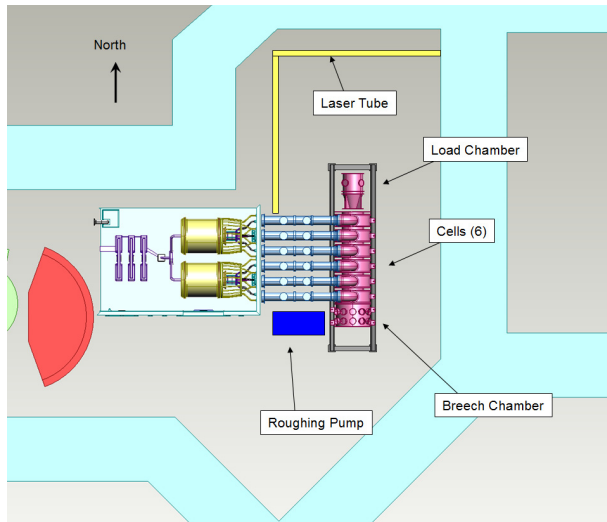 North
Laser Tube
Load Chamber
Cells (6)
Breech Chamber
Roughing Pump